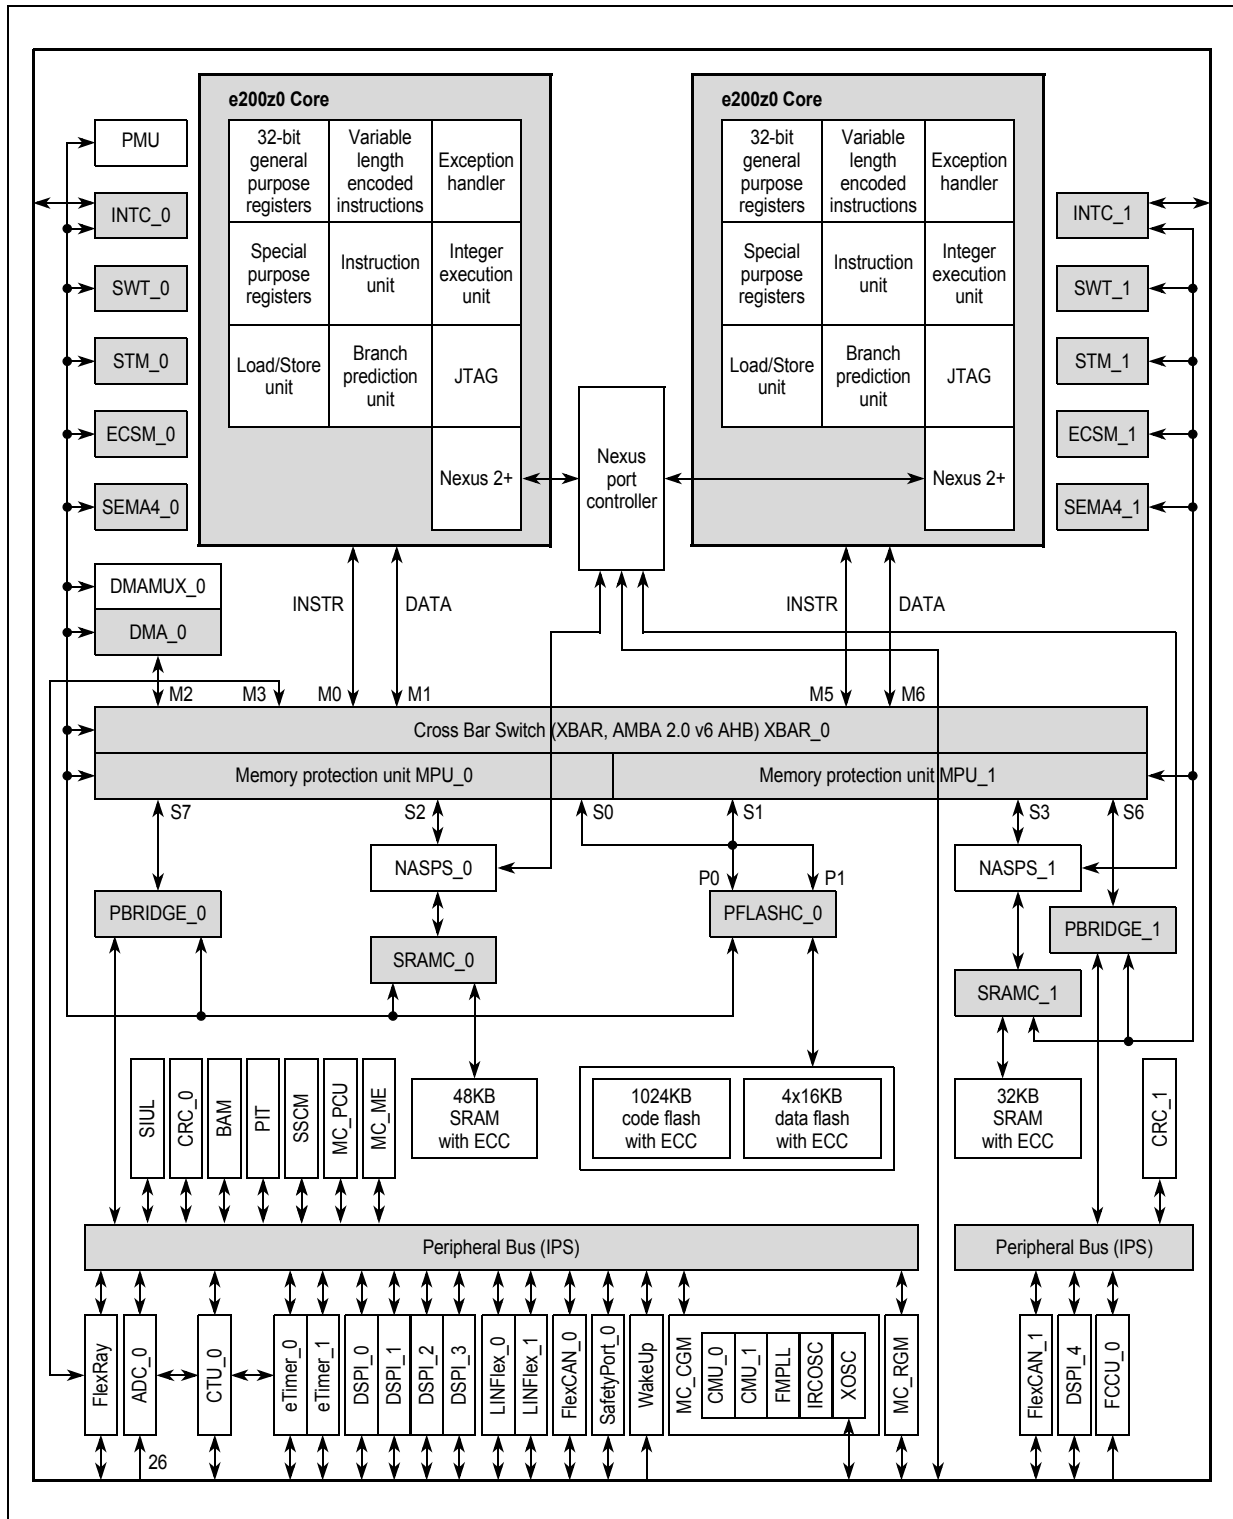 e200z0 Core
32-bit
general
purpose
registers
Variable
length
encoded
instructions
Exception
handler
Special
purpose
registers
Instruction
unit
Integer
execution
unit
Load/Store
unit
Branch
prediction
unit
JTAG
Nexus 2+
e200z0 Core
32-bit
general
purpose
registers
Variable
length
encoded
instructions
Exception
handler
Special
purpose
registers
Instruction
unit
Integer
execution
unit
Load/Store
unit
Branch
prediction
unit
JTAG
Nexus 2+
PMU
INTC_0
SWT_0
STM_0
ECSM_0
SEMA4_0
DMAMUX_0
DMA_0
Nexus
port
controller
INTC_1
SWT_1
STM_1
ECSM_1
SEMA4_1
INSTR
DATA
INSTR
DATA
M2
M3
M0
M1
M5
M6
Cross Bar Switch (XBAR, AMBA 2.0 v6 AHB) XBAR_0
Memory protection unit MPU_0
Memory protection unit MPU_1
S7
S2
S0
S1
S3
S6
NASPS_0
NASPS_1
P0
P1
PBRIDGE_0
PFLASHC_0
PBRIDGE_1
SRAMC_0
SRAMC_1
SIUL
CRC_0
BAM
PIT
SSCM
MC_PCU
MC_ME
48KB
SRAM
with ECC
1024KB
code flash
with ECC
4x16KB
data flash
with ECC
32KB
SRAM
with ECC
CRC_1
Peripheral Bus (IPS)
Peripheral Bus (IPS)
FlexRay
ADC_0
CTU_0
eTimer_0
eTimer_1
DSPI_0
DSPI_1
DSPI_2
DSPI_3
LINFlex_0
LINFlex_1
FlexCAN_0
SafetyPort_0
WakeUp
MC_CGM
CMU_0
CMU_1
FMPLL
IRCOSC
XOSC
MC_RGM
FlexCAN_1
DSPI_4
FCCU_0
26